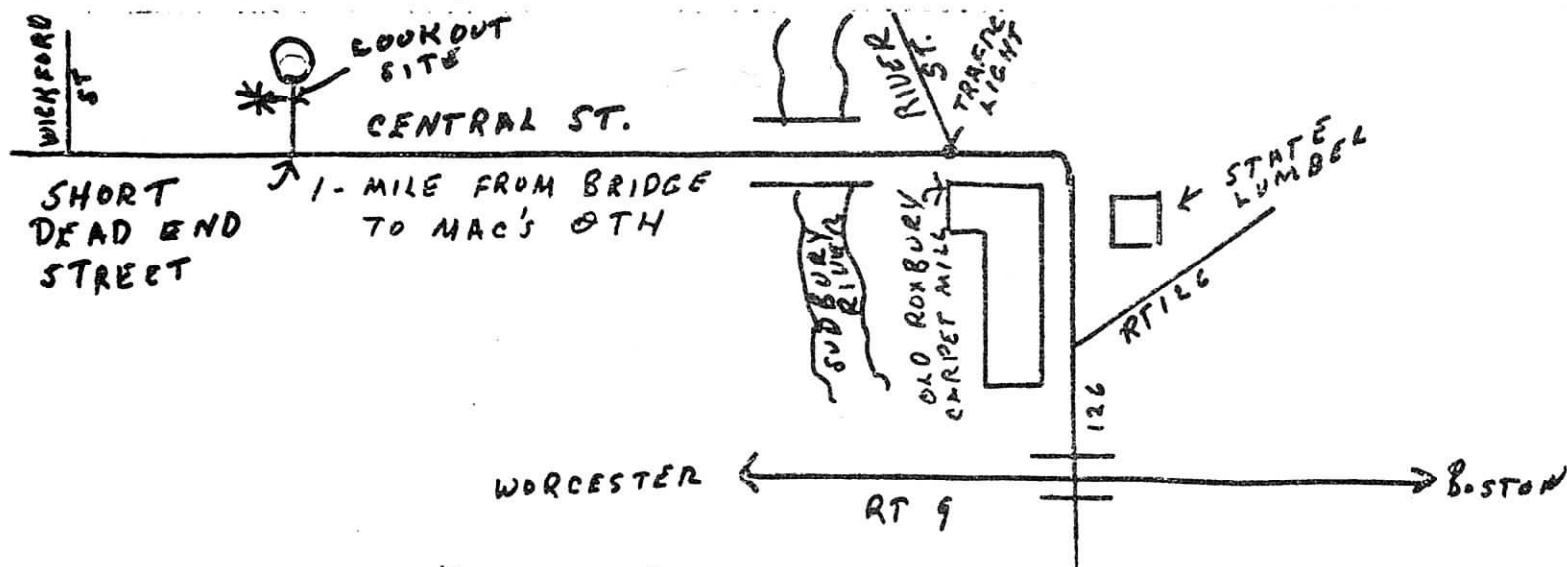 WICKFORD
ST
COOKOUT
SITE
CENTRAL ST.
RIVER
ST.
TRAFFIC
LIGHT
SHORT
DEAD END
STREET
1- MILE FROM BRIDGE
TO MAC'S QTH
SUDBURY
RIVER
OLD ROXBURY
CARPET MILL
STATE
LUMBER
RT 126
126
WORCESTER
RT 9
BOSTON